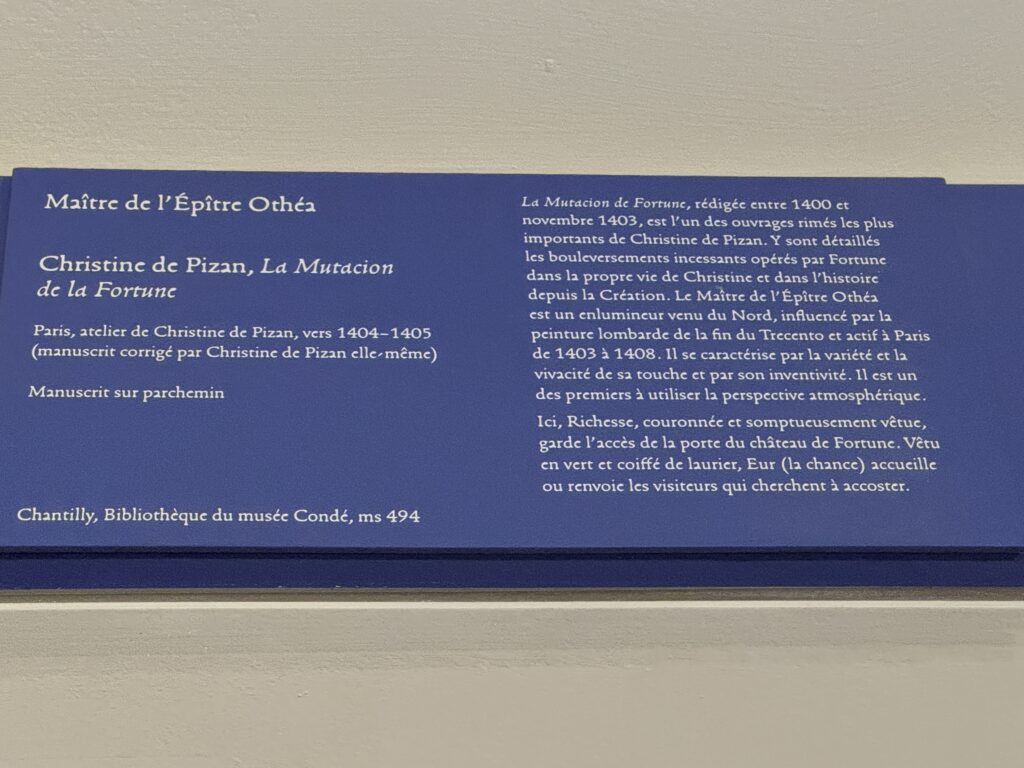 Maître de l'Épître Othéa
Christine de Pizan, La Mutacion
de la Fortune
Paris, atelier de Christine de Pizan, vers 1404–1405
(manuscrit corrigé par Christine de Pizan elle-même)
Manuscrit sur parchemin
Chantilly, Bibliothèque du musée Condé, ms 494
La Mutacion de Fortune, rédigée entre 1400 et
novembre 1403, est l'un des ouvrages rimés les plus
importants de Christine de Pizan. Y sont détaillés
les bouleversements incessants opérés par Fortune
dans la propre vie de Christine et dans l'histoire
depuis la Création. Le Maître de l'Épître Othéa
est un enlumineur venu du Nord, influencé par la
peinture lombarde de la fin du Trecento et actif à Paris
de 1403 à 1408. Il se caractérise par la variété et la
vivacité de sa touche et par son inventivité. Il est un
des premiers à utiliser la perspective atmosphérique.
Ici, Richesse, couronnée et somptueusement vêtue,
garde l'accès de la porte du château de Fortune. Vêtu
en vert et coiffé de laurier, Eur (la chance) accueille
ou renvoie les visiteurs qui cherchent à accoster.